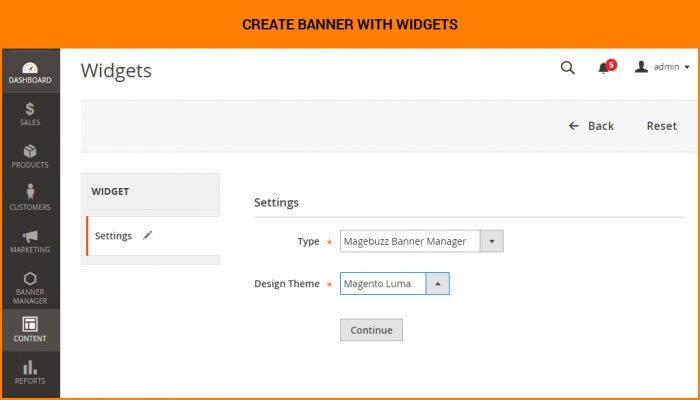 CREATE BANNER WITH WIDGETS
DASHBOARD
SALES
PRODUCTS
CUSTOMERS
MARKETING
BANNER
MANAGER
CONTENT
REPORTS
Widgets
5
admin
Back
Reset
WIDGET
Settings
Settings
Type *
Magebuzz Banner Manager
Design Theme *
Magento Luma
Continue